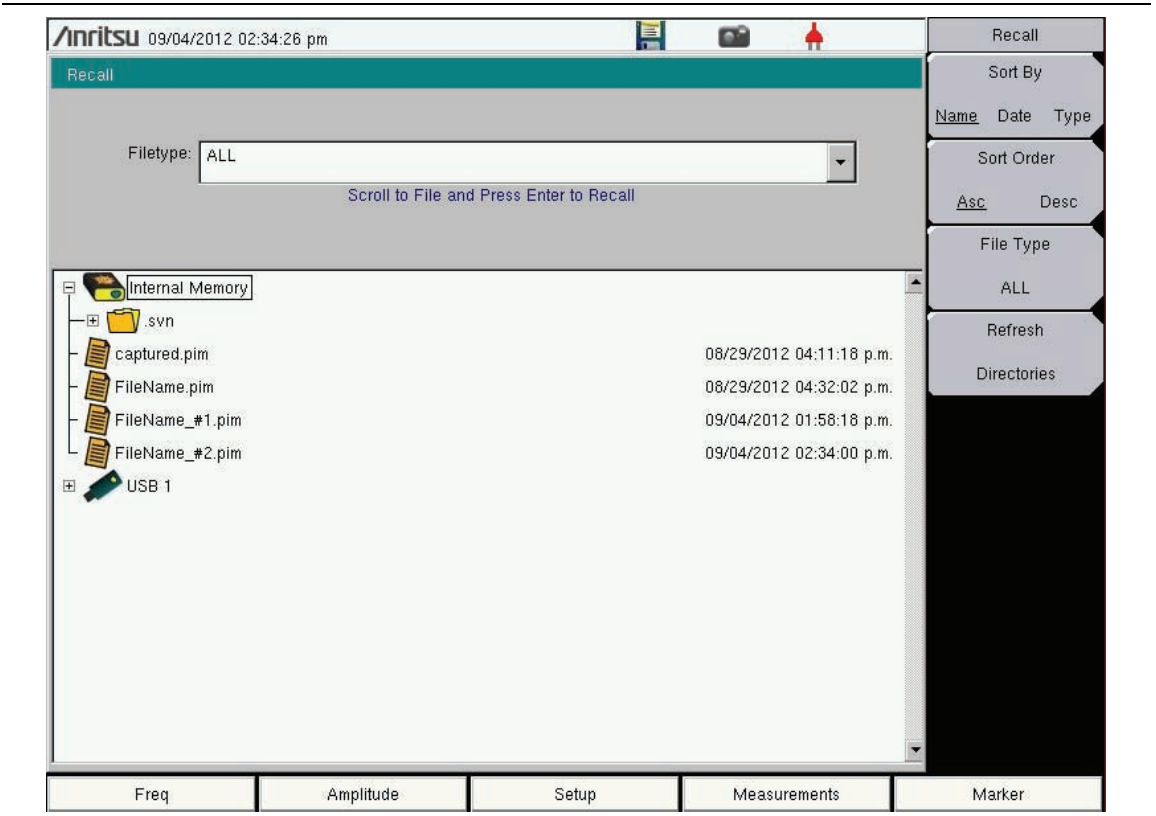 Anritsu 09/04/2012 02:34:26 pm
Recall
Filetype: ALL
Scroll to File and Press Enter to Recall
Internal Memory
.svn
captured.pim 08/29/2012 04:11:18 p.m.
FileName.pim 08/29/2012 04:32:02 p.m.
FileName_#1.pim 09/04/2012 01:58:18 p.m.
FileName_#2.pim 09/04/2012 02:34:00 p.m.
USB 1
Recall
Sort By
Name Date Type
Sort Order
Asc Desc
File Type
ALL
Refresh
Directories
Freq Amplitude Setup Measurements Marker